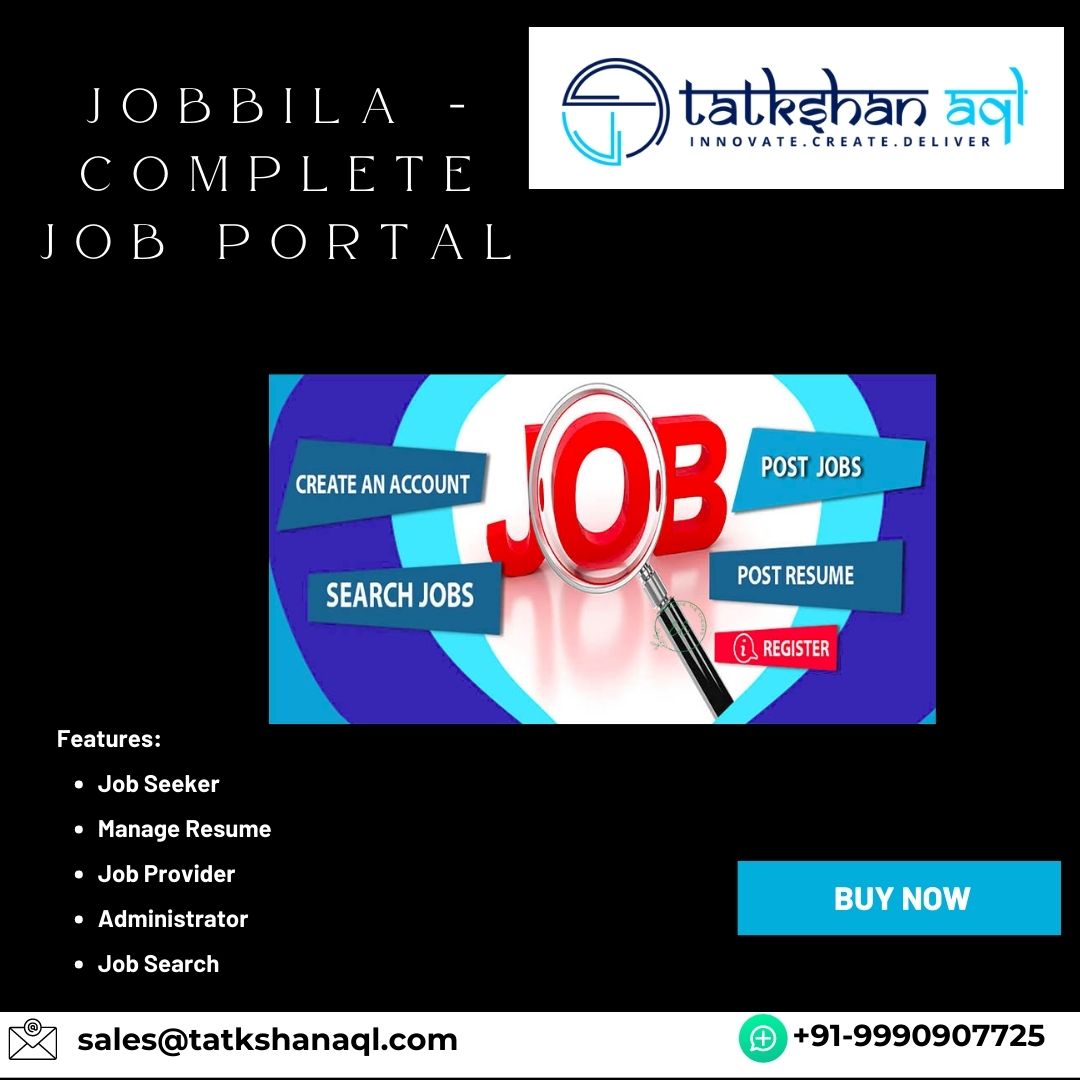 JOBBILA -
COMPLETE
JOB PORTAL
tatkshan aql
INNOVATE.CREATE.DELIVER
CREATE AN ACCOUNT
JOB
POST JOBS
SEARCH JOBS
POST RESUME
REGISTER
Features:
• Job Seeker
• Manage Resume
• Job Provider
• Administrator
• Job Search
BUY NOW
@
sales@tatkshanaql.com
+91-9990907725